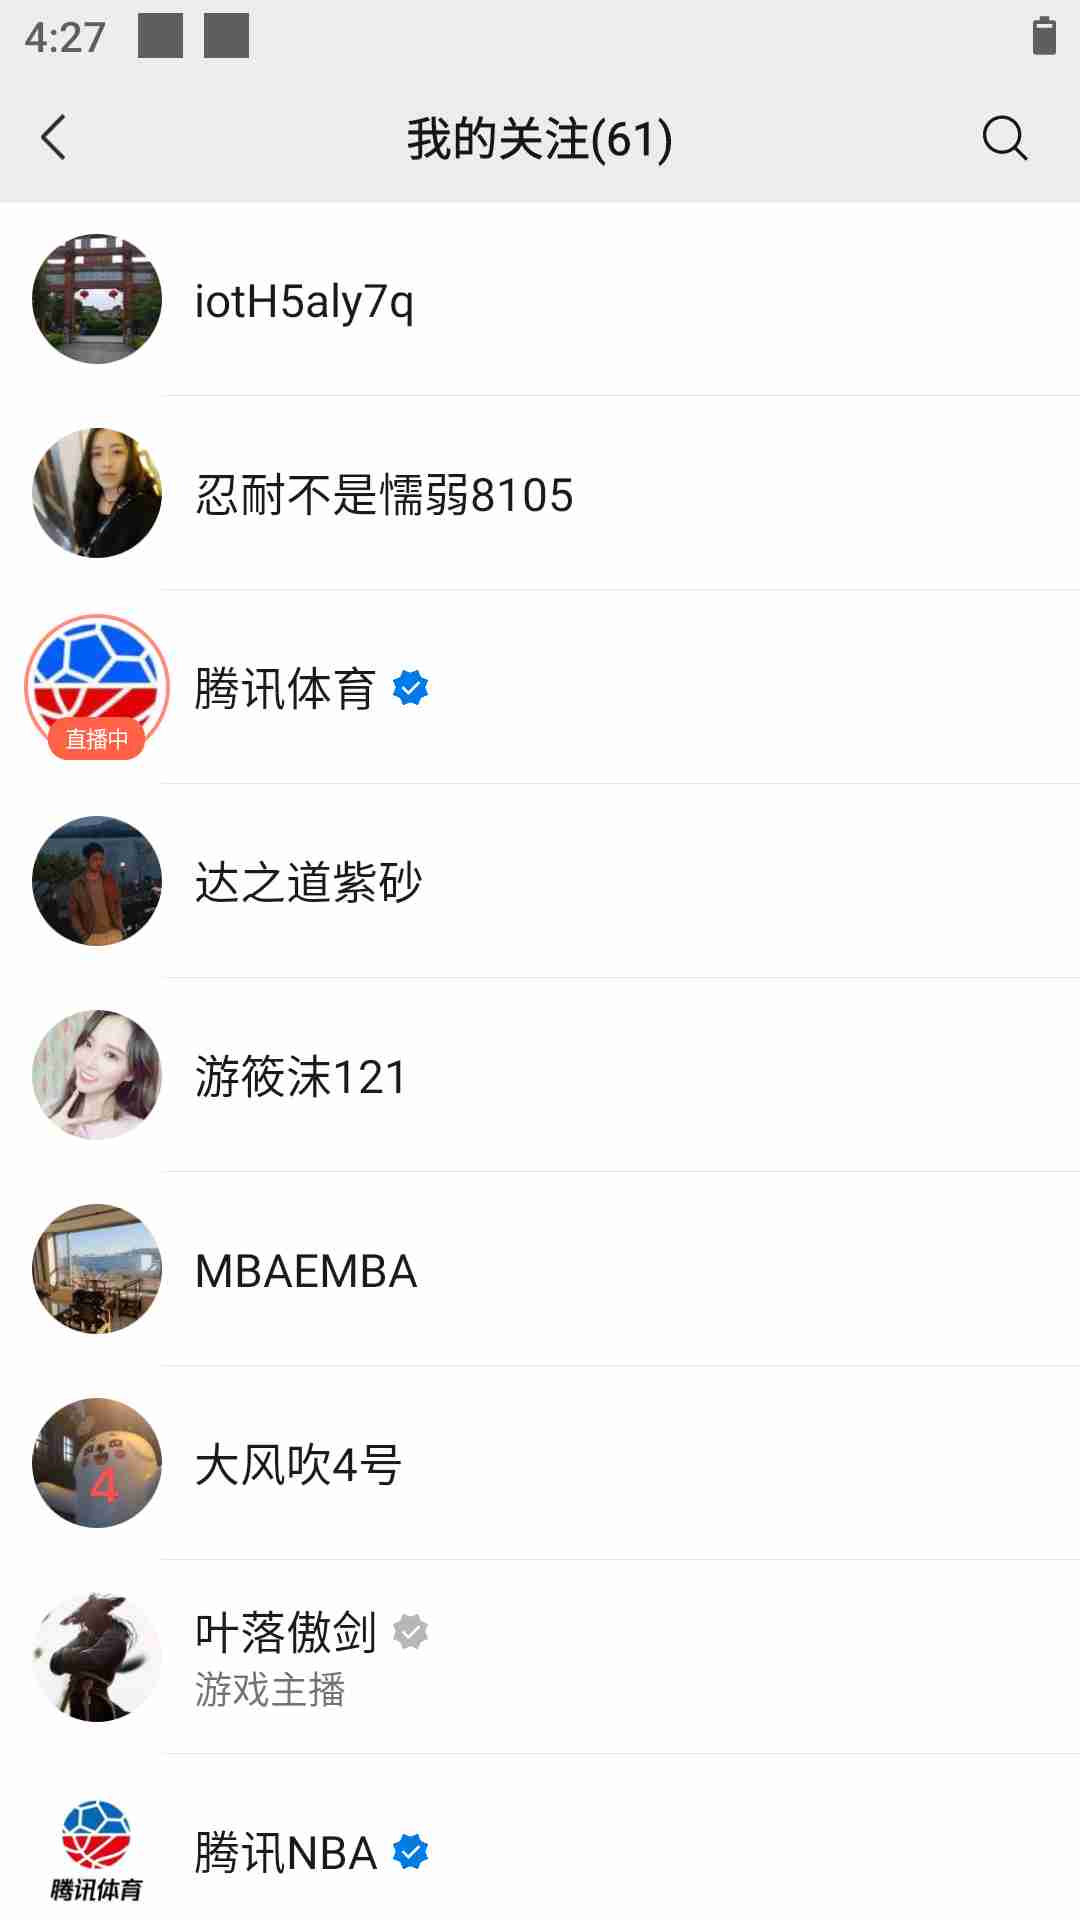 4:27
我的关注(61)
iotH5aly7q
忍耐不是懦弱8105
腾讯体育
直播中
达之道紫砂
游筱沫121
MBAEMBA
4
大风吹4号
叶落傲剑
游戏主播
腾讯NBA
腾讯体育